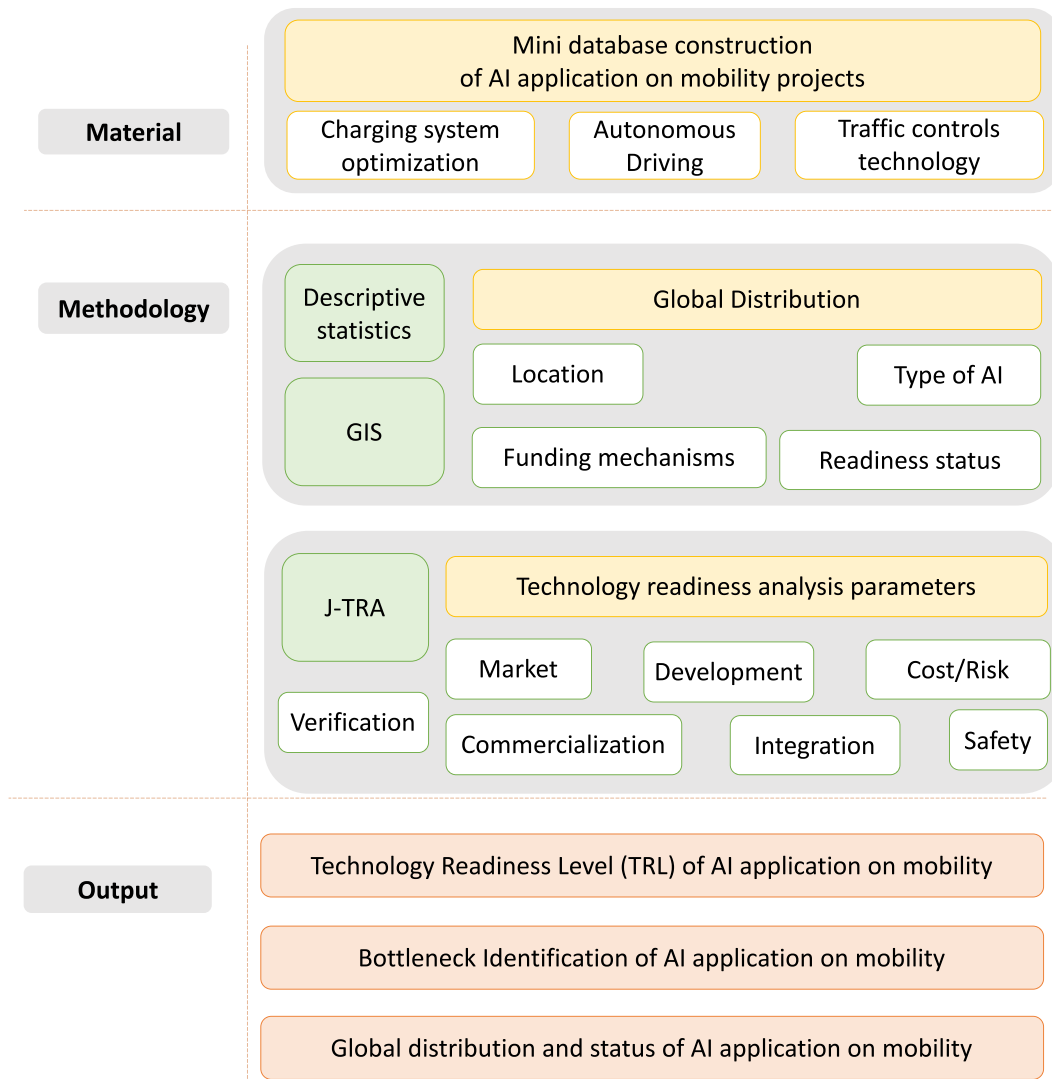 Mini database construction
of AI application on mobility projects
Material
Charging system
optimization
Autonomous
Driving
Traffic controls
technology
Methodology
Descriptive
statistics
Global Distribution
Location
Type of AI
GIS
Funding mechanisms
Readiness status
J-TRA
Technology readiness analysis parameters
Market
Development
Cost/Risk
Verification
Commercialization
Integration
Safety
Output
Technology Readiness Level (TRL) of AI application on mobility
Bottleneck Identification of AI application on mobility
Global distribution and status of AI application on mobility